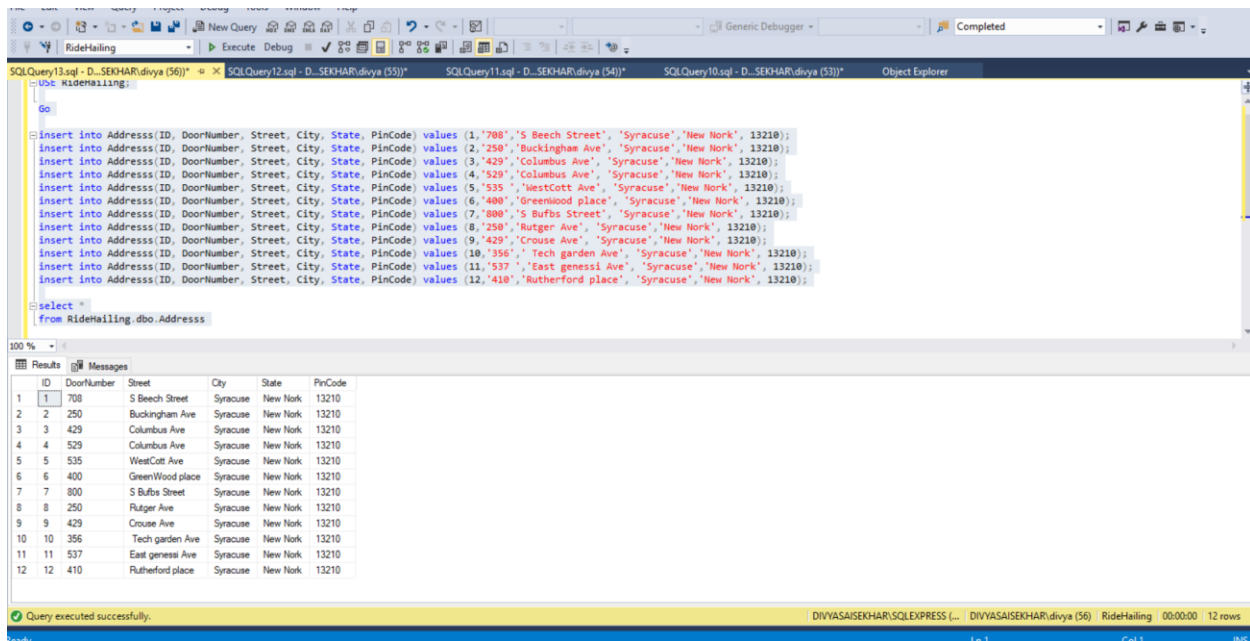 File Edit View Query Project Debug Tools Window Help
New Query Generic Debugger Completed
RideHailing Execute Debug
SQLQuery13.sql - D...SEKHAR\divya (56))* SQLQuery12.sql - D...SEKHAR\divya (55))* SQLQuery11.sql - D...SEKHAR\divya (54))* SQLQuery10.sql - D...SEKHAR\divya (53))* Object Explorer
USE RideHailing;
Go
insert into Addresss(ID, DoorNumber, Street, City, State, PinCode) values (1,'708','S Beech Street', 'Syracuse','New Nork', 13210);
insert into Addresss(ID, DoorNumber, Street, City, State, PinCode) values (2,'250','Buckingham Ave', 'Syracuse','New Nork', 13210);
insert into Addresss(ID, DoorNumber, Street, City, State, PinCode) values (3,'429','Columbus Ave', 'Syracuse','New Nork', 13210);
insert into Addresss(ID, DoorNumber, Street, City, State, PinCode) values (4,'529','Columbus Ave', 'Syracuse','New Nork', 13210);
insert into Addresss(ID, DoorNumber, Street, City, State, PinCode) values (5,'535 ','WestCott Ave', 'Syracuse','New Nork', 13210);
insert into Addresss(ID, DoorNumber, Street, City, State, PinCode) values (6,'400','GreenWood place', 'Syracuse','New Nork', 13210);
insert into Addresss(ID, DoorNumber, Street, City, State, PinCode) values (7,'800','S Bufbs Street', 'Syracuse','New Nork', 13210);
insert into Addresss(ID, DoorNumber, Street, City, State, PinCode) values (8,'250','Rutger Ave', 'Syracuse','New Nork', 13210);
insert into Addresss(ID, DoorNumber, Street, City, State, PinCode) values (9,'429','Crouse Ave', 'Syracuse','New Nork', 13210);
insert into Addresss(ID, DoorNumber, Street, City, State, PinCode) values (10,'356',' Tech garden Ave', 'Syracuse','New Nork', 13210);
insert into Addresss(ID, DoorNumber, Street, City, State, PinCode) values (11,'537 ','East genessi Ave', 'Syracuse','New Nork', 13210);
insert into Addresss(ID, DoorNumber, Street, City, State, PinCode) values (12,'410','Rutherford place', 'Syracuse','New Nork', 13210);
select *
from RideHailing.dbo.Addresss
100 %
Results Messages
ID DoorNumber Street City State PinCode
1 1 708 S Beech Street Syracuse New Nork 13210
2 2 250 Buckingham Ave Syracuse New Nork 13210
3 3 429 Columbus Ave Syracuse New Nork 13210
4 4 529 Columbus Ave Syracuse New Nork 13210
5 5 535 WestCott Ave Syracuse New Nork 13210
6 6 400 GreenWood place Syracuse New Nork 13210
7 7 800 S Bufbs Street Syracuse New Nork 13210
8 8 250 Rutger Ave Syracuse New Nork 13210
9 9 429 Crouse Ave Syracuse New Nork 13210
10 10 356 Tech garden Ave Syracuse New Nork 13210
11 11 537 East genessi Ave Syracuse New Nork 13210
12 12 410 Rutherford place Syracuse New Nork 13210
Query executed successfully. DIVYASAISEKHAR\SQLEXPRESS (... DIVYASAISEKHAR\divya (56) RideHailing 00:00:00 12 rows
Ready Ln 1 Col 1 INS